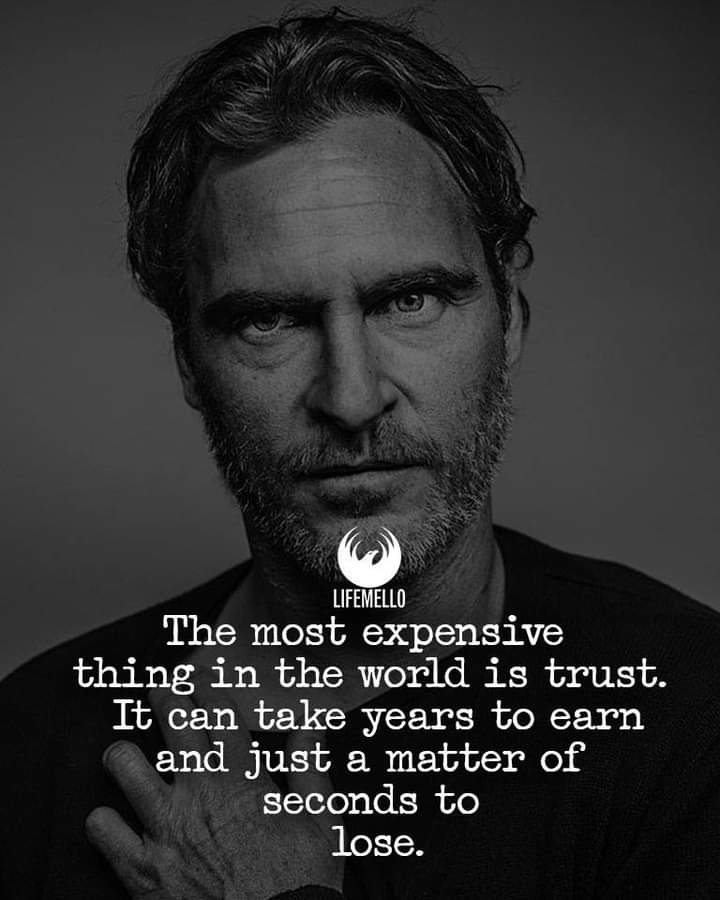 LIFEMELLO
The most expensive
thing in the world is trust.
It can take years to earn
and just a matter of
seconds to
lose.